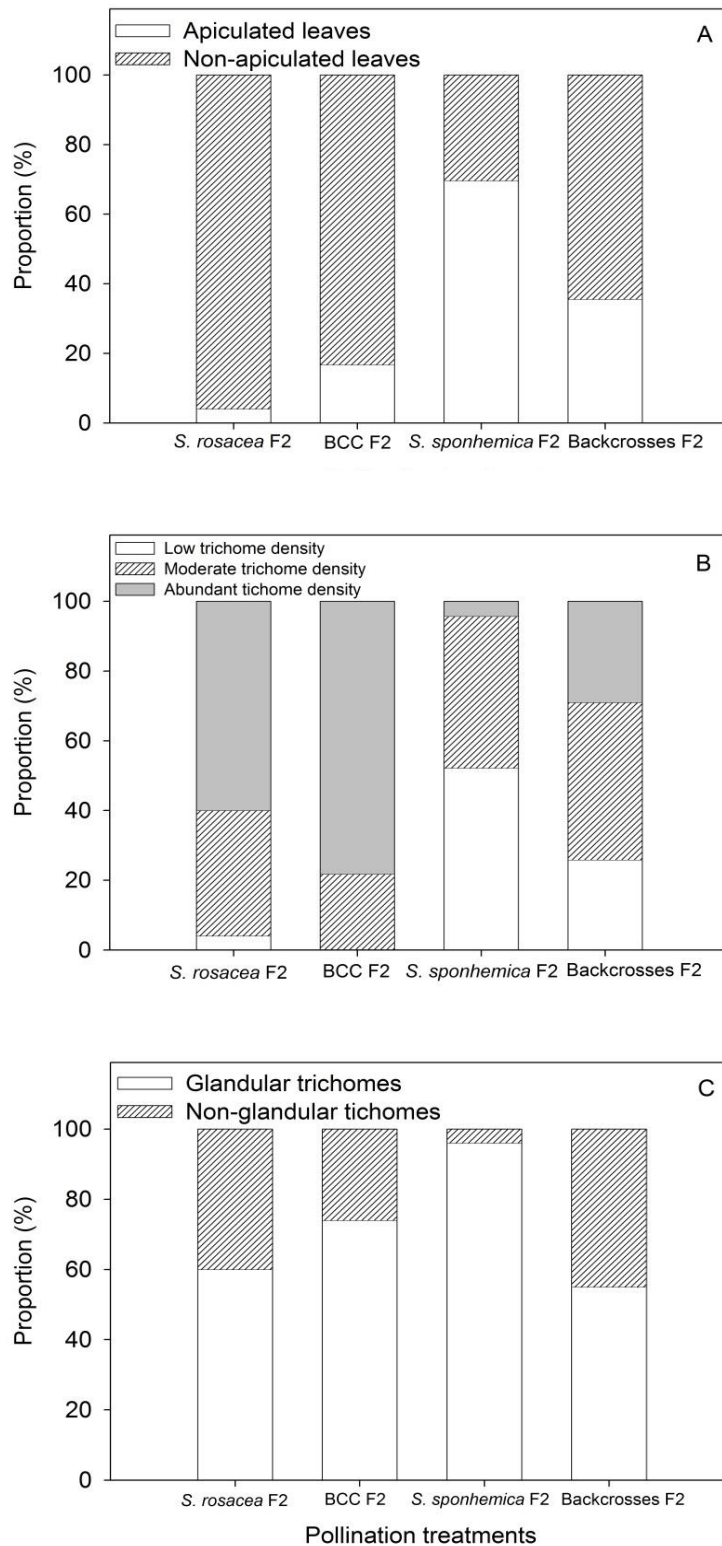 A
Apiculated leaves
Non-apiculated leaves
100
80
60
40
20
0
Proportion (%)
S. rosacea F2 BCC F2 S. sponhemica F2 Backcrosses F2
B
Low trichome density
Moderate trichome density
Abundant tichome density
100
80
60
40
20
0
Proportion (%)
S. rosacea F2 BCC F2 S. sponhemica F2 Backcrosses F2
C
Glandular trichomes
Non-glandular tichomes
100
80
60
40
20
0
Proportion (%)
S. rosacea F2 BCC F2 S. sponhemica F2 Backcrosses F2
Pollination treatments